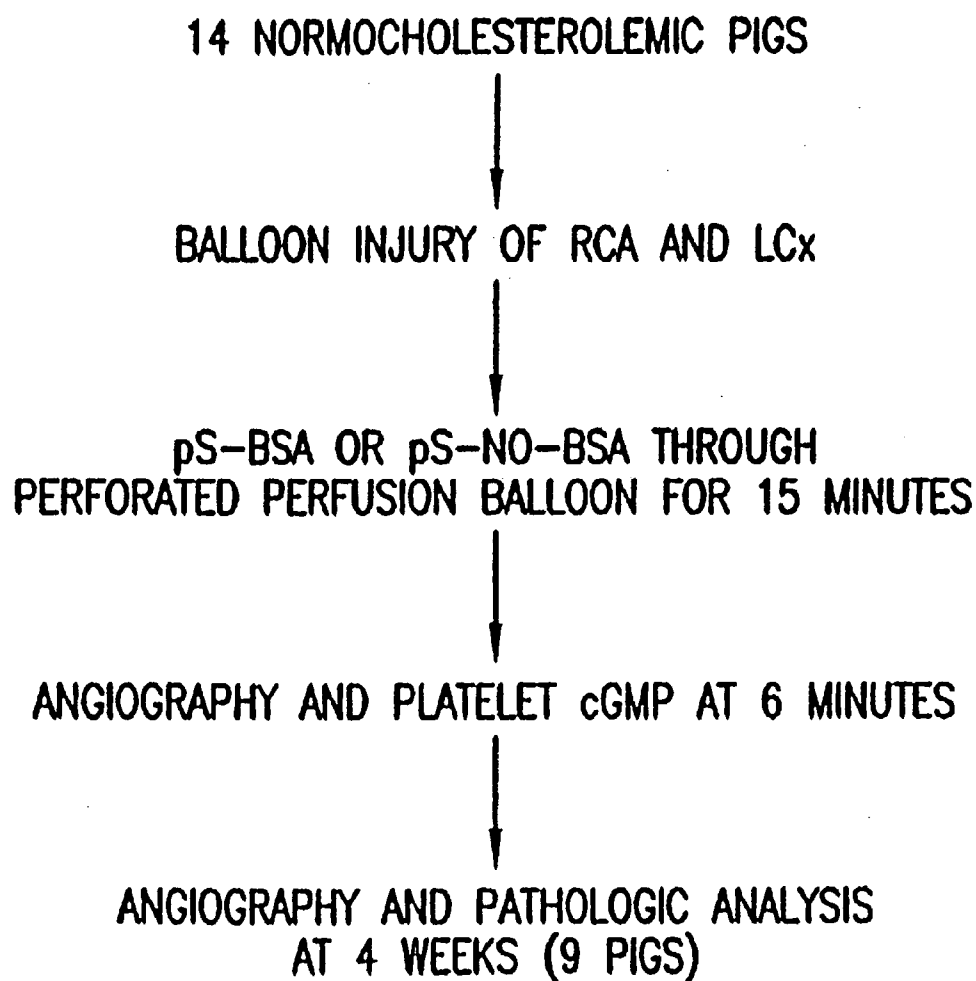 14 NORMOCHOLESTEROLEMIC PIGS
BALLOON INJURY OF RCA AND LCx
pS-BSA OR pS-NO-BSA THROUGH
PERFORATED PERFUSION BALLOON FOR 15 MINUTES
ANGIOGRAPHY AND PLATELET cGMP AT 6 MINUTES
ANGIOGRAPHY AND PATHOLOGIC ANALYSIS
AT 4 WEEKS (9 PIGS)